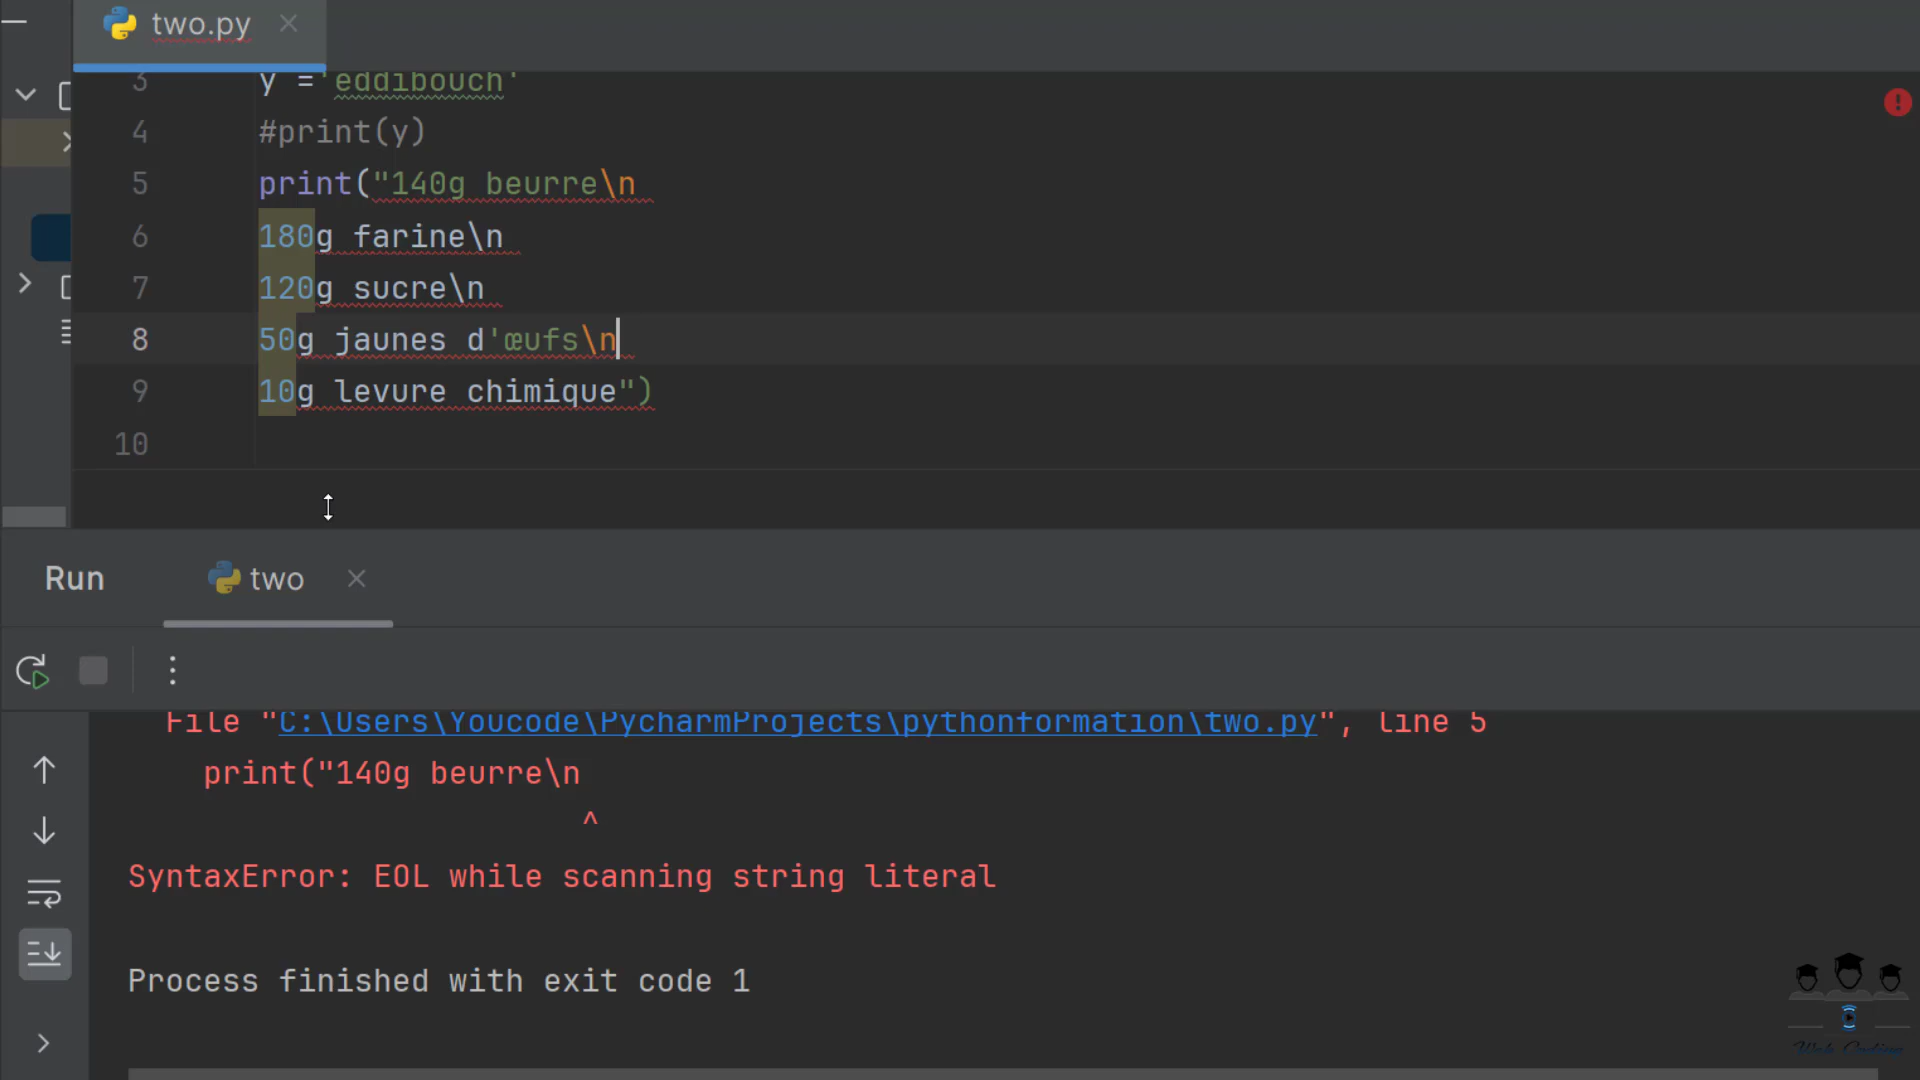 two.py
3 y ='eddibouch'
4 #print(y)
5 print("140g beurre\n
6 180g farine\n
7 120g sucre\n
8 50g jaunes d'œufs\n
9 10g levure chimique")
10
Run two
File "C:\Users\Youcode\PycharmProjects\pythonformation\two.py", line 5
print("140g beurre\n
^
SyntaxError: EOL while scanning string literal
Process finished with exit code 1